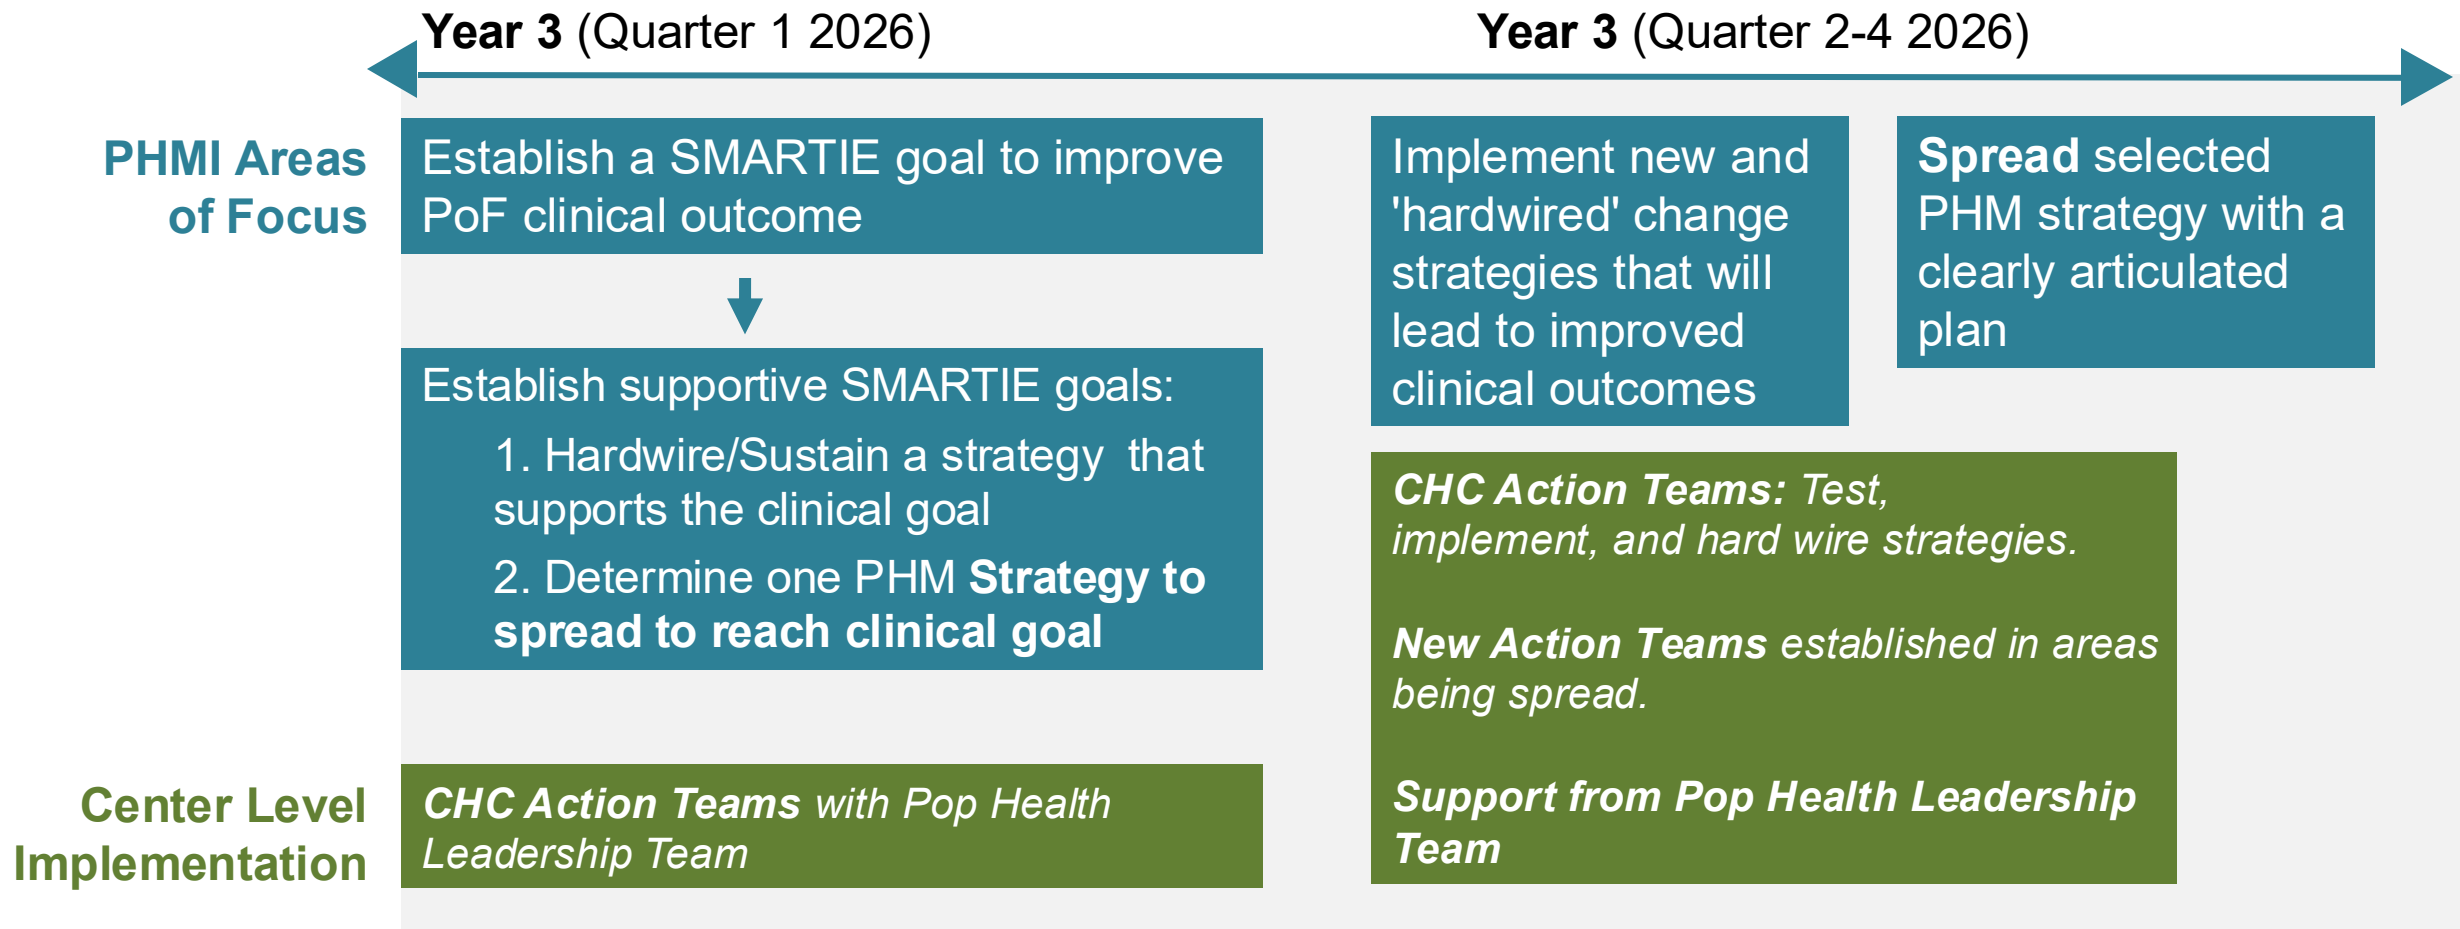 Year 3 (Quarter 1 2026)
Year 3 (Quarter 2-4 2026)
PHMI Areas
of Focus
Establish a SMARTIE goal to improve
PoF clinical outcome
Establish supportive SMARTIE goals:
1. Hardwire/Sustain a strategy  that
supports the clinical goal
2. Determine one PHM Strategy to
spread to reach clinical goal
Implement new and
'hardwired' change
strategies that will
lead to improved
clinical outcomes
Spread selected
PHM strategy with a
clearly articulated
plan
Center Level
Implementation
CHC Action Teams with Pop Health
Leadership Team
CHC Action Teams: Test,
implement, and hard wire strategies.
New Action Teams established in areas
being spread.
Support from Pop Health Leadership
Team